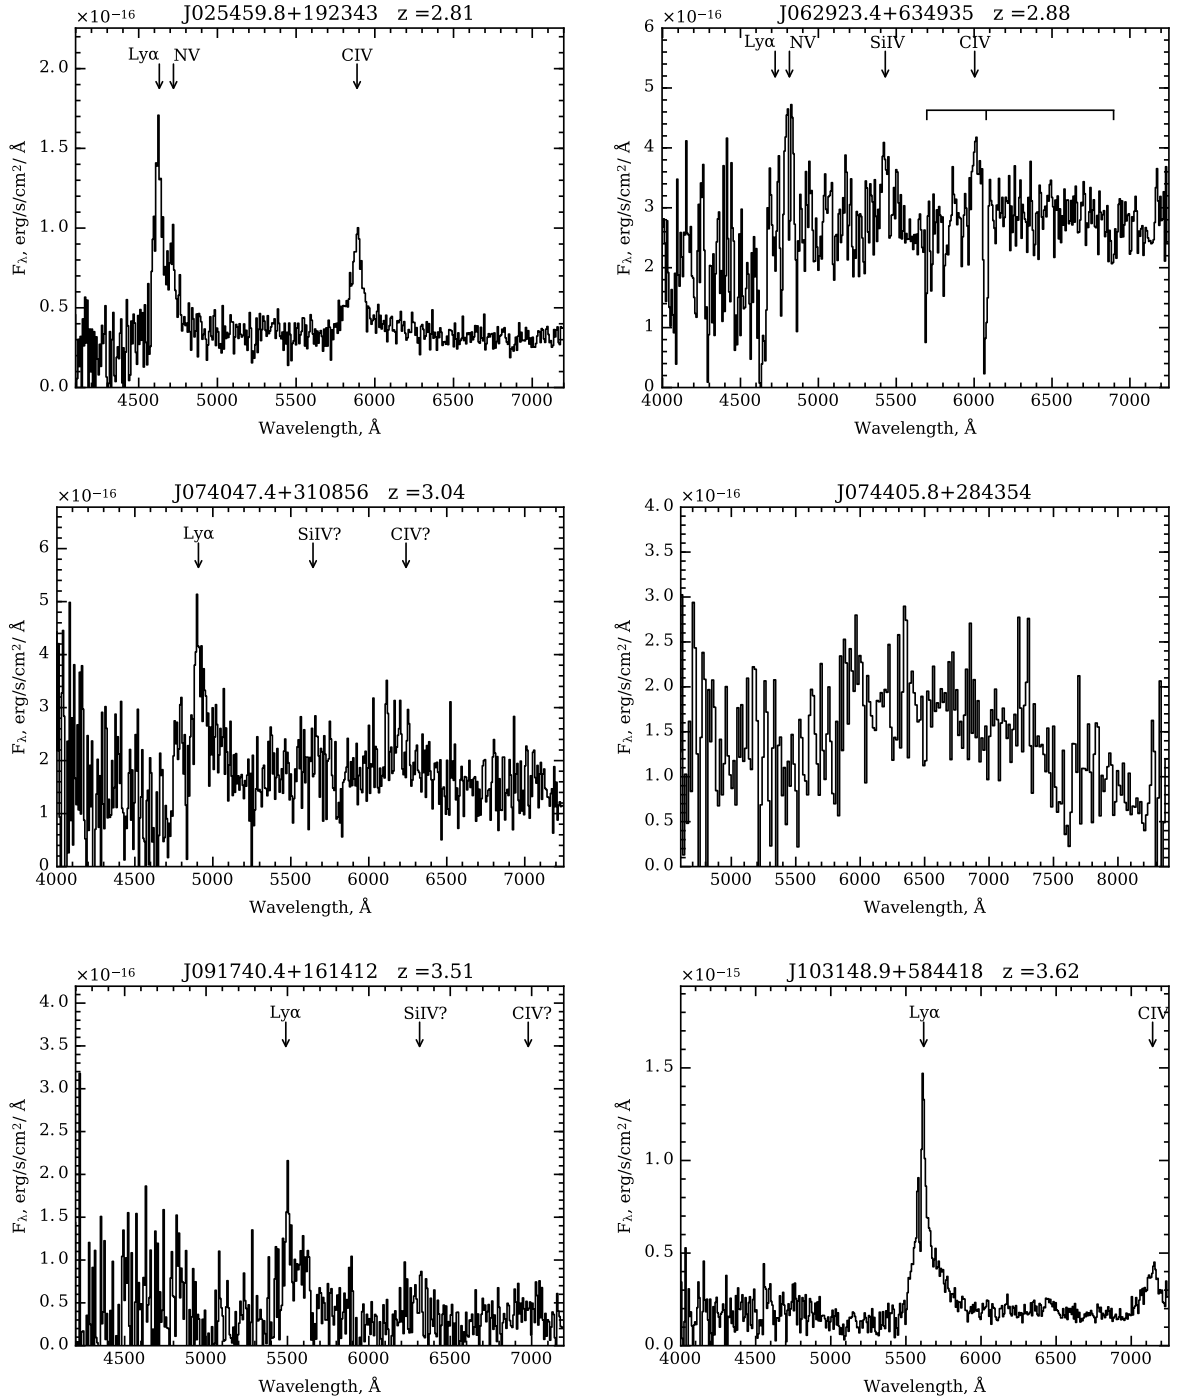 ×10⁻¹⁶ J025459.8+192343 z =2.81
Lyα NV CIV
2.0
1.5
1.0
0.5
0.0
Fλ, erg/s/cm²/ Å
4500 5000 5500 6000 6500 7000
Wavelength, Å
×10⁻¹⁶ J062923.4+634935 z =2.88
Lyα NV SiIV CIV
6
5
4
3
2
1
0
Fλ, erg/s/cm²/ Å
4000 4500 5000 5500 6000 6500 7000
Wavelength, Å
×10⁻¹⁶ J074047.4+310856 z =3.04
Lyα SiIV? CIV?
6
5
4
3
2
1
0
Fλ, erg/s/cm²/ Å
4000 4500 5000 5500 6000 6500 7000
Wavelength, Å
×10⁻¹⁶ J074405.8+284354
4.0
3.5
3.0
2.5
2.0
1.5
1.0
0.5
0.0
Fλ, erg/s/cm²/ Å
5000 5500 6000 6500 7000 7500 8000
Wavelength, Å
×10⁻¹⁶ J091740.4+161412 z =3.51
Lyα SiIV? CIV?
4.0
3.5
3.0
2.5
2.0
1.5
1.0
0.5
0.0
Fλ, erg/s/cm²/ Å
4500 5000 5500 6000 6500 7000
Wavelength, Å
×10⁻¹⁵ J103148.9+584418 z =3.62
Lyα CIV
1.5
1.0
0.5
0.0
Fλ, erg/s/cm²/ Å
4000 4500 5000 5500 6000 6500 7000
Wavelength, Å